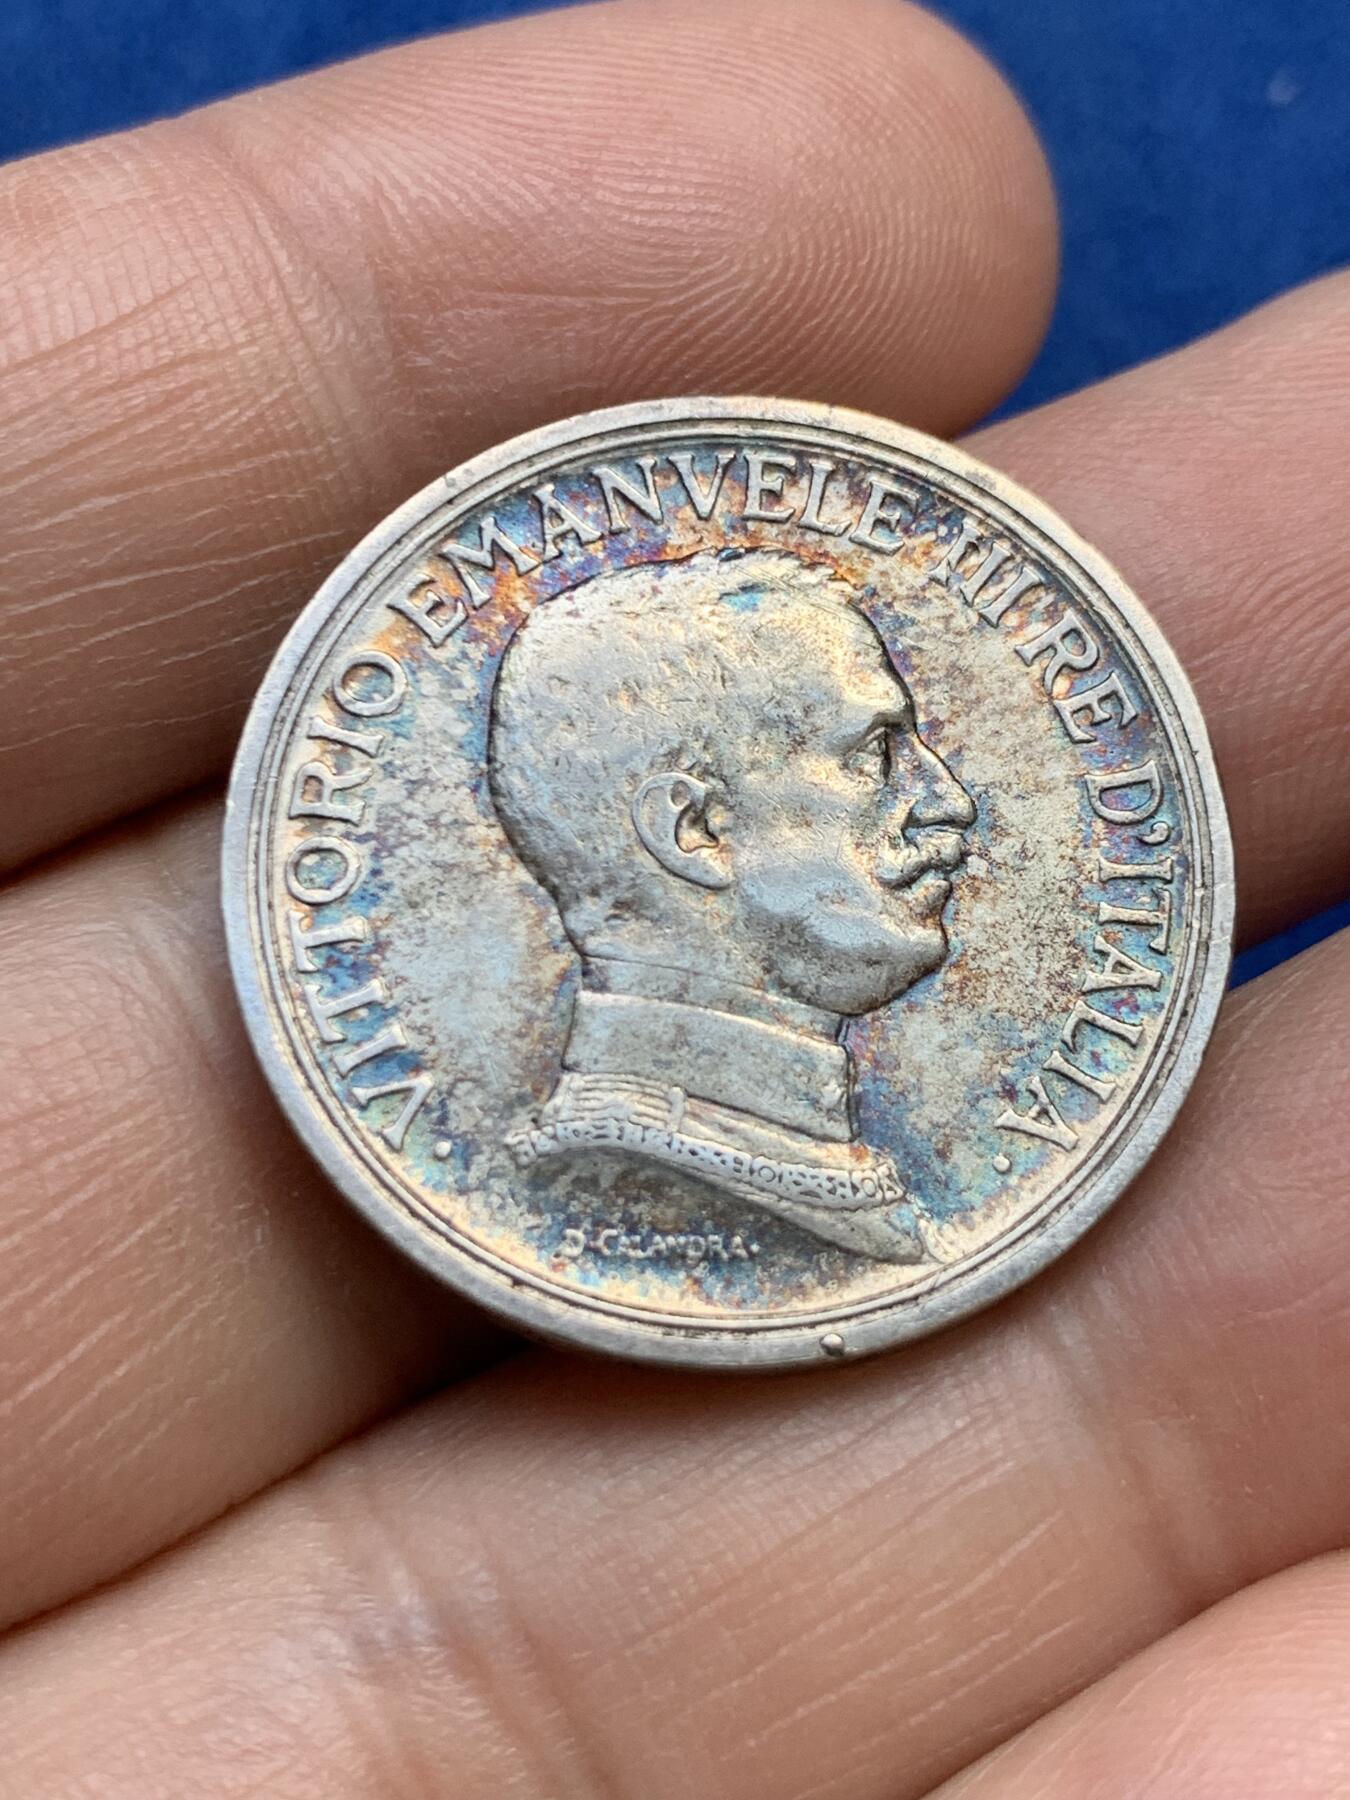 · VITTORIO EMANVELE · III · RE D'ITALIA ·
D·CALANDRA·